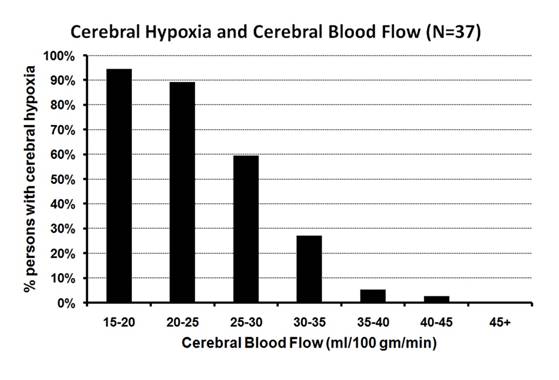 Cerebral Hypoxia and Cerebral Blood Flow (N=37)
% persons with cerebral hypoxia
100%
90%
80%
70%
60%
50%
40%
30%
20%
10%
0%
15-20 20-25 25-30 30-35 35-40 40-45 45+
Cerebral Blood Flow (ml/100 gm/min)